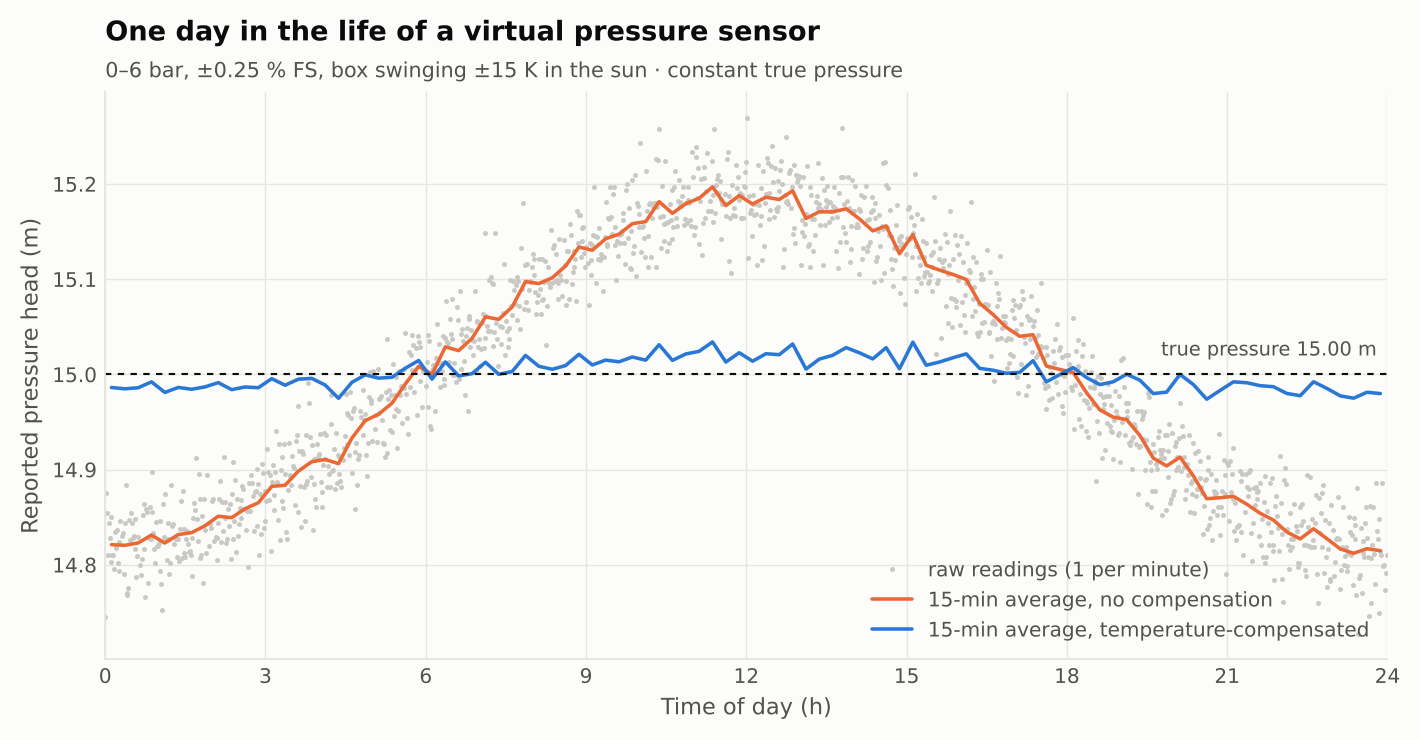 One day in the life of a virtual pressure sensor
0–6 bar, ±0.25 % FS, box swinging ±15 K in the sun · constant true pressure
Reported pressure head (m)
15.2
15.1
15.0
14.9
14.8
true pressure 15.00 m
raw readings (1 per minute)
15-min average, no compensation
15-min average, temperature-compensated
0 3 6 9 12 15 18 21 24
Time of day (h)